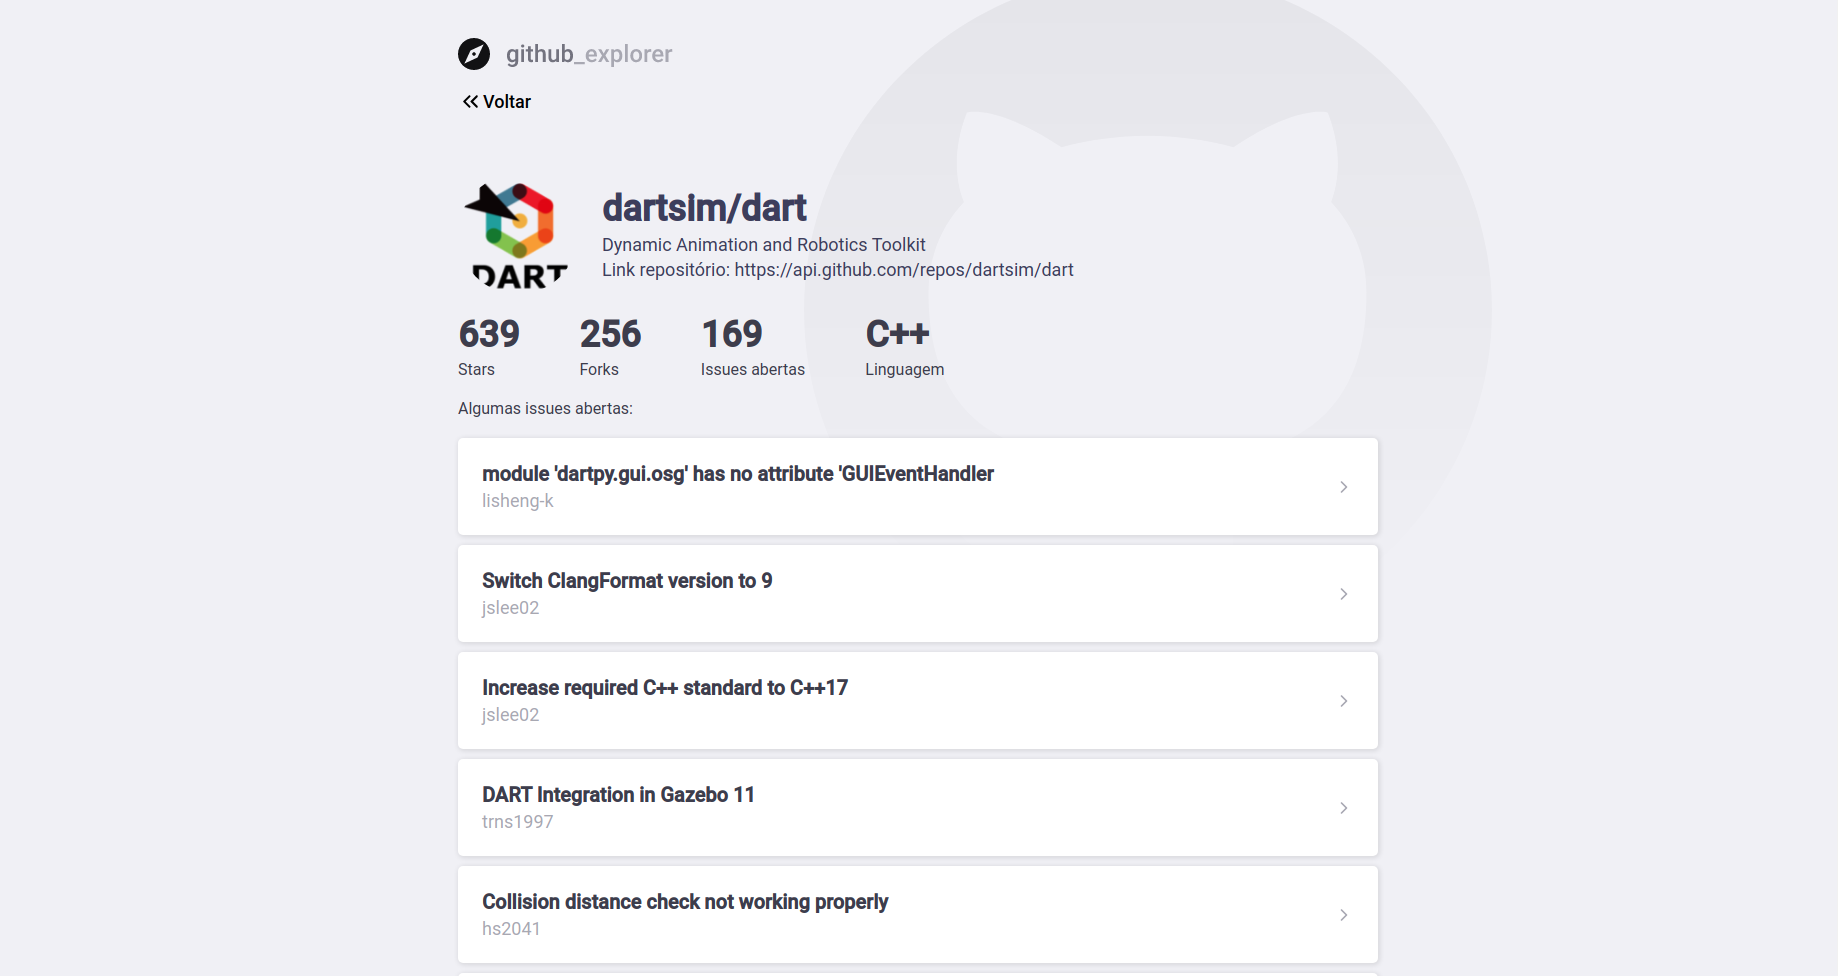 github_explorer
Voltar
DART
dartsim/dart
Dynamic Animation and Robotics Toolkit
Link repositório: https://api.github.com/repos/dartsim/dart
639 256 169 C++
Stars Forks Issues abertas Linguagem
Algumas issues abertas:
module 'dartpy.gui.osg' has no attribute 'GUIEventHandler
lisheng-k
Switch ClangFormat version to 9
jslee02
Increase required C++ standard to C++17
jslee02
DART Integration in Gazebo 11
trns1997
Collision distance check not working properly
hs2041